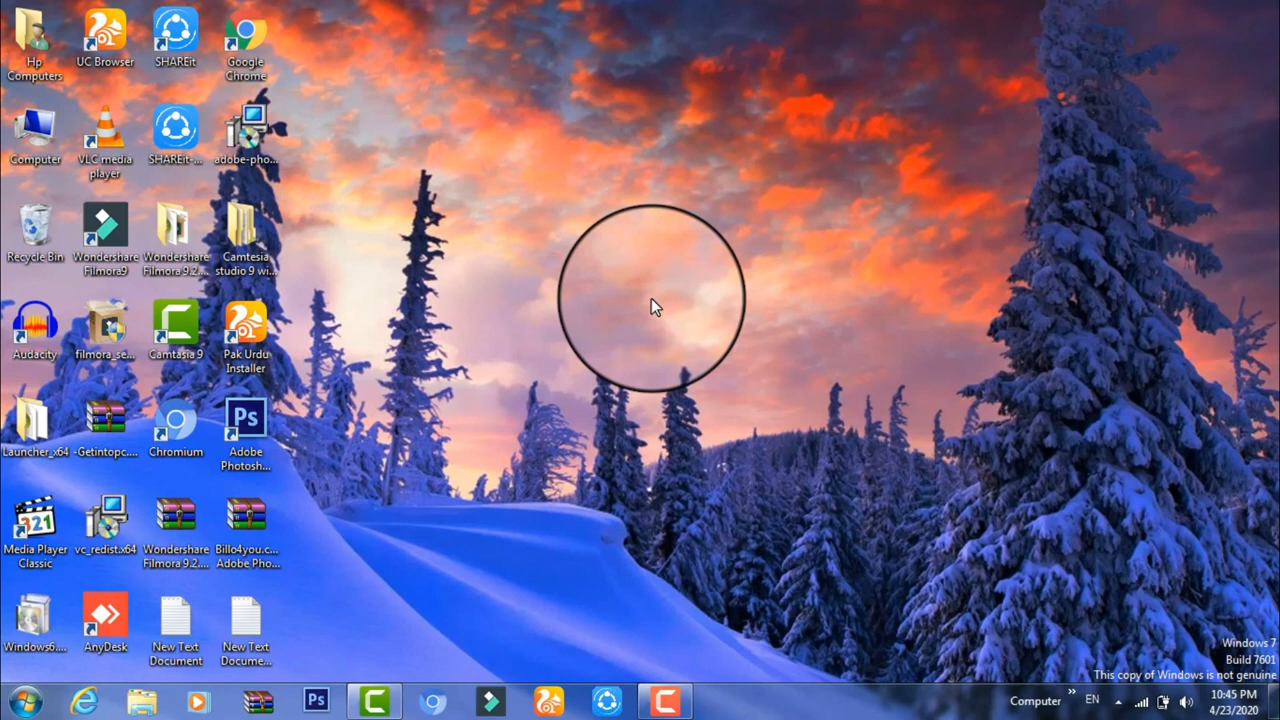 Hp
Computers
UC Browser
SHAREit
Google
Chrome
Computer
VLC media
player
SHAREit-...
adobe-pho...
Recycle Bin
Wondershare
Filmora9
Wondershare
Filmora 9.2....
Camtesia
studio 9 wi...
Audacity
filmora_se...
Camtasia 9
Pak Urdu
Installer
Launcher_x64
-Getintopc....
Chromium
Ps
Adobe
Photosh...
321
Media Player
Classic
vc_redist.x64
Wondershare
Filmora 9.2....
Billo4you.c...
Adobe Pho...
Windows6....
AnyDesk
New Text
Document
New Text
Docume...
Windows 7
Build 7601
This copy of Windows is not genuine
Ps
Computer
»
EN
10:45 PM
4/23/2020